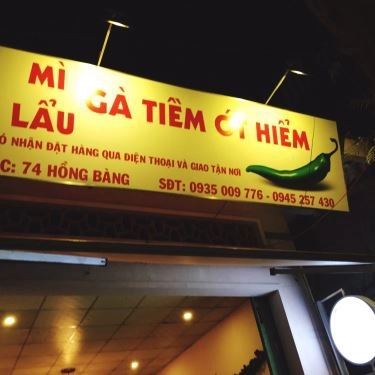 MÌ GÀ TIỀM ỚT HIỂM
LẨU
Ó NHẬN ĐẶT HÀNG QUA ĐIỆN THOẠI VÀ GIAO TẬN NƠI
C: 74 HỒNG BÀNG SĐT: 0935 009 776 - 0945 257 430